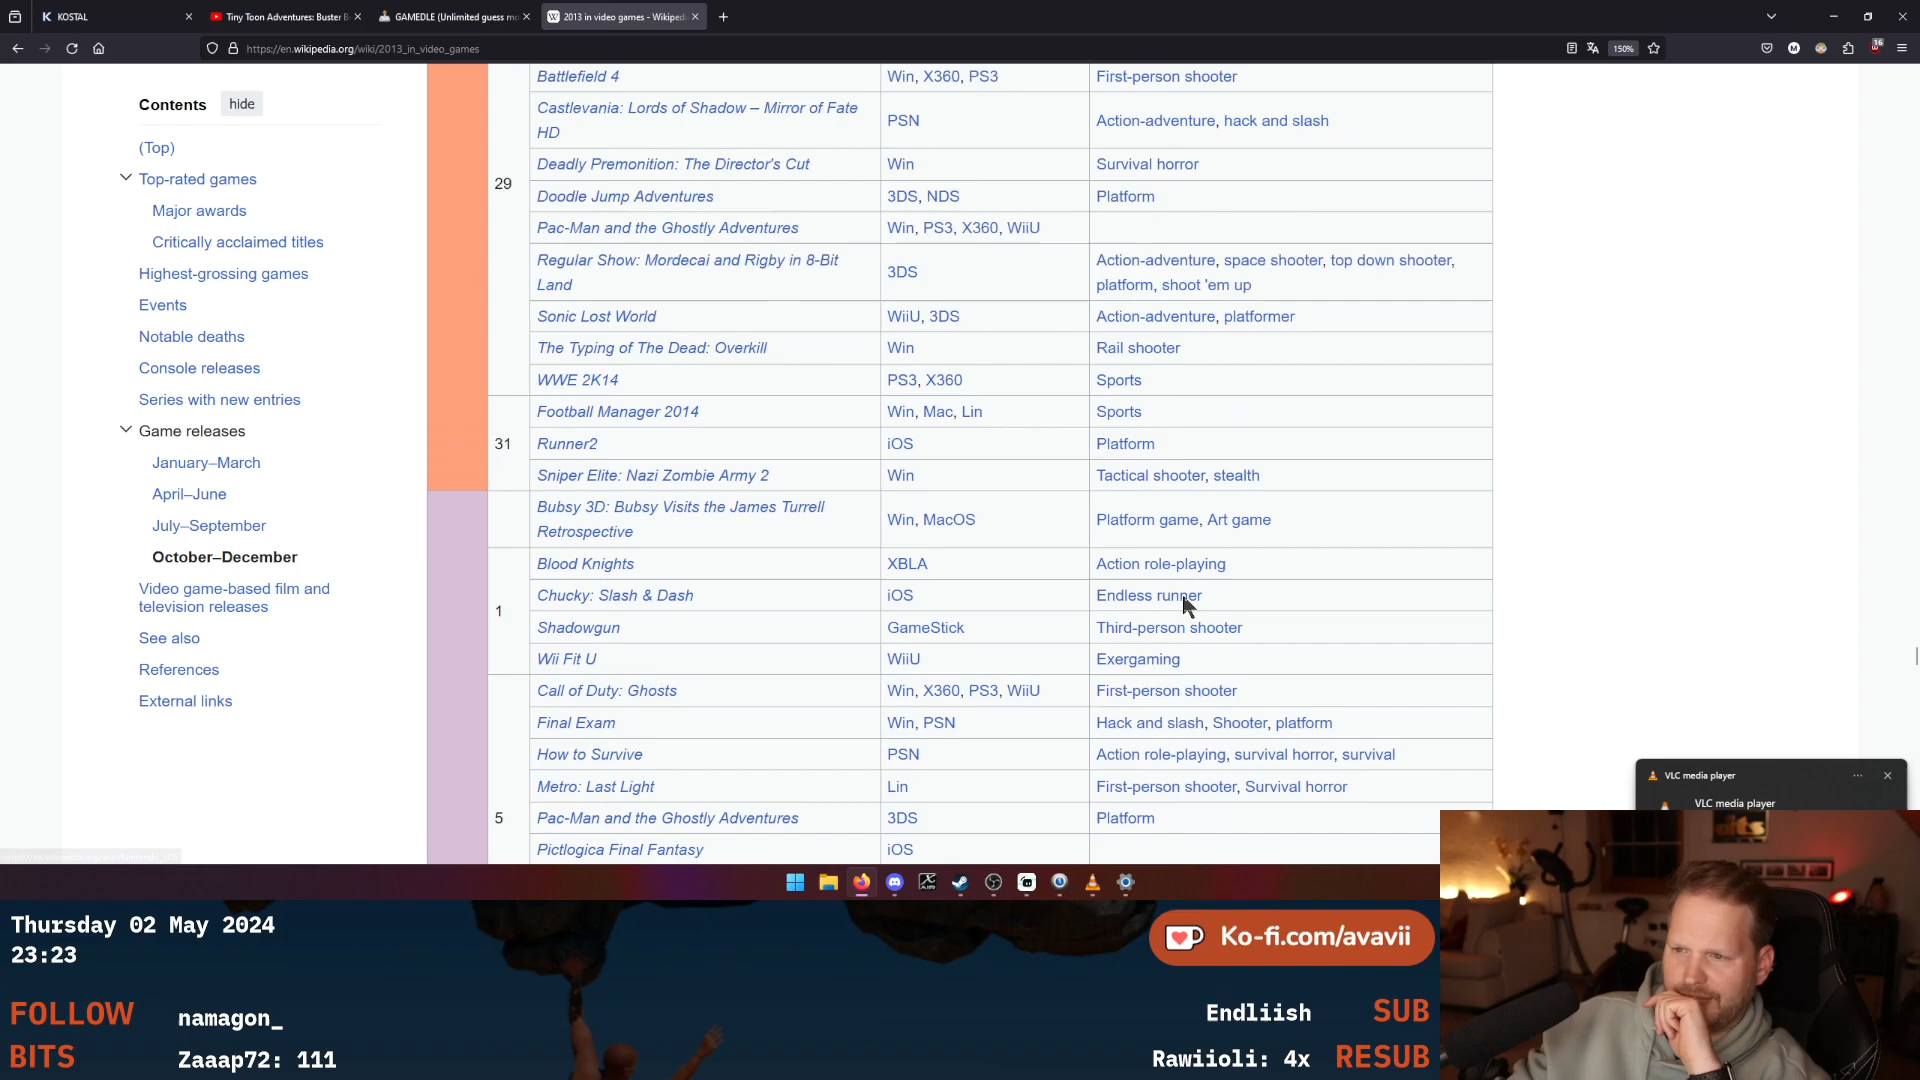 KOSTAL
Tiny Toon Adventures: Buster B
GAMEDLE (Unlimited guess mo
2013 in video games - Wikiped
https://en.wikipedia.org/wiki/2013_in_video_games
150%
16
Contents hide
(Top)
Top-rated games
Major awards
Critically acclaimed titles
Highest-grossing games
Events
Notable deaths
Console releases
Series with new entries
Game releases
January–March
April–June
July–September
October–December
Video game-based film and
television releases
See also
References
External links
Battlefield 4 Win, X360, PS3 First-person shooter
Castlevania: Lords of Shadow – Mirror of Fate
HD PSN Action-adventure, hack and slash
29
Deadly Premonition: The Director's Cut Win Survival horror
Doodle Jump Adventures 3DS, NDS Platform
Pac-Man and the Ghostly Adventures Win, PS3, X360, WiiU
Regular Show: Mordecai and Rigby in 8-Bit
Land 3DS Action-adventure, space shooter, top down shooter,
platform, shoot 'em up
Sonic Lost World WiiU, 3DS Action-adventure, platformer
The Typing of The Dead: Overkill Win Rail shooter
WWE 2K14 PS3, X360 Sports
Football Manager 2014 Win, Mac, Lin Sports
31 Runner2 iOS Platform
Sniper Elite: Nazi Zombie Army 2 Win Tactical shooter, stealth
Bubsy 3D: Bubsy Visits the James Turrell
Retrospective Win, MacOS Platform game, Art game
Blood Knights XBLA Action role-playing
Chucky: Slash & Dash iOS Endless runner
1
Shadowgun GameStick Third-person shooter
Wii Fit U WiiU Exergaming
Call of Duty: Ghosts Win, X360, PS3, WiiU First-person shooter
Final Exam Win, PSN Hack and slash, Shooter, platform
How to Survive PSN Action role-playing, survival horror, survival
Metro: Last Light Lin First-person shooter, Survival horror
5 Pac-Man and the Ghostly Adventures 3DS Platform
Pictlogica Final Fantasy iOS
VLC media player
VLC media player
Thursday 02 May 2024
23:23
Ko-fi.com/avavii
FOLLOW namagon_
BITS Zaaap72: 111
Endliish SUB
Rawiioli: 4x RESUB